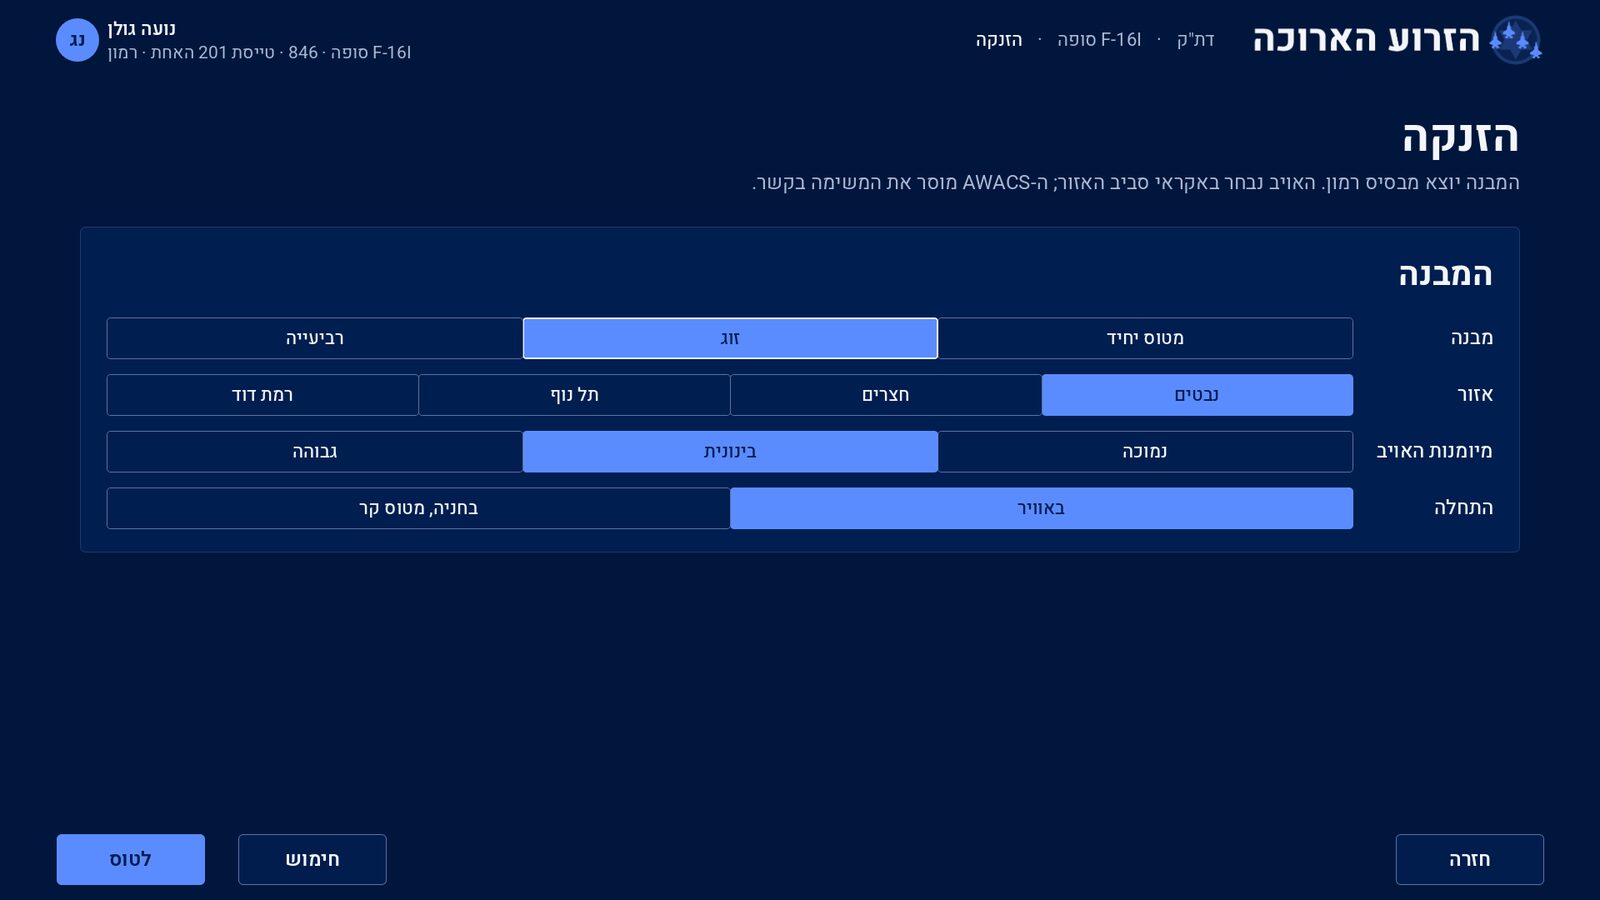 הזרוע הארוכה
דת"ק · F-16I סופה · הזנקה
נועה גולן
F-16I סופה · 846 · טייסת 201 האחת · רמון
נג
הזנקה
המבנה יוצא מבסיס רמון. האויב נבחר באקראי סביב האזור; ה-AWACS מוסר את המשימה בקשר.
המבנה
מבנה מטוס יחיד זוג רביעייה
אזור נבטים חצרים תל נוף רמת דוד
מיומנות האויב נמוכה בינונית גבוהה
התחלה באוויר בחניה, מטוס קר
חזרה חימוש לטוס